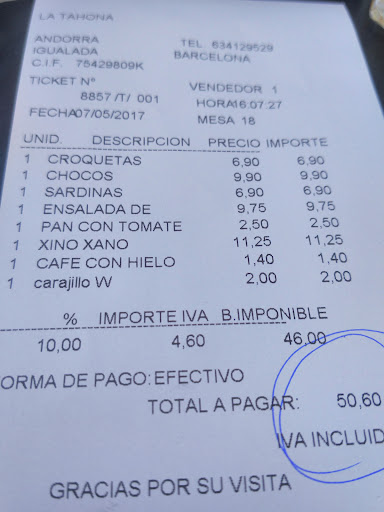 LA TAHONA
ANDORRA TEL 634129529
IGUALADA BARCELONA
C.I.F. 75429809K
TICKET Nº VENDEDOR 1
8857 /T/ 001 HORA16:07:27
FECHA07/05/2017 MESA 18
UNID. DESCRIPCION PRECIO IMPORTE
1 CROQUETAS 6,90 6,90
1 CHOCOS 9,90 9,90
1 SARDINAS 6,90 6,90
1 ENSALADA DE 9,75 9,75
1 PAN CON TOMATE 2,50 2,50
1 XINO XANO 11,25 11,25
1 CAFE CON HIELO 1,40 1,40
1 carajillo W 2,00 2,00
% IMPORTE IVA B.IMPONIBLE
10,00 4,60 46,00
ORMA DE PAGO: EFECTIVO
TOTAL A PAGAR: 50,60
IVA INCLUID
GRACIAS POR SU VISITA